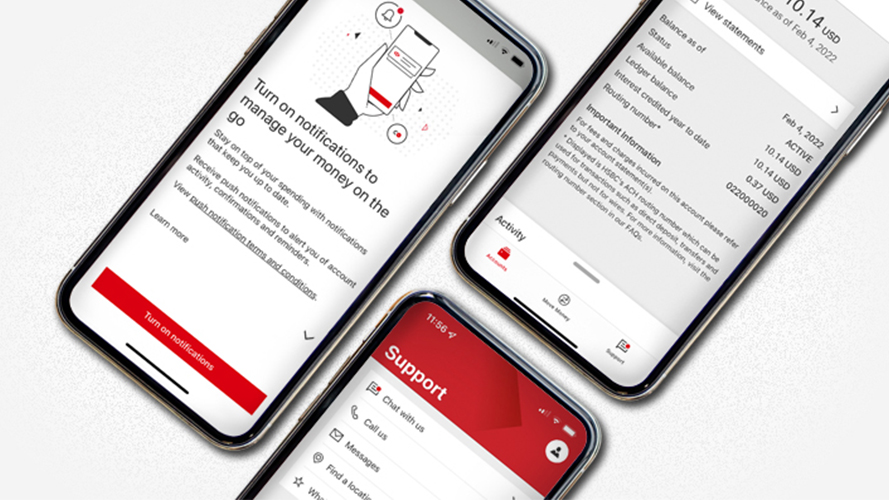 Turn on notifications to
manage your money on the
go
Stay on top of your spending with notifications
that keep you up to date.
Receive push notifications to alert you of account
activity, confirmations and reminders.
View push notification terms and conditions.
Learn more
Turn on notifications
10.14 USD
as of Feb 4, 2022
View statements
Balance as of
Feb 4, 2022
Status
ACTIVE
Available balance
10.14 USD
Ledger balance
10.14 USD
Interest credited year to date
0.37 USD
Routing number*
022000020
Important Information
For fees and charges incurred on this account please refer
to your account statement(s).
* Displayed is HSBC's ACH routing number which can be
used for transactions such as direct deposit, transfers and
payments but not for wires. For more information, visit the
routing number section in our FAQs.
Activity
Accounts
Move Money
Support
11:56
Support
Chat with us
Call us
Messages
Find a locatio